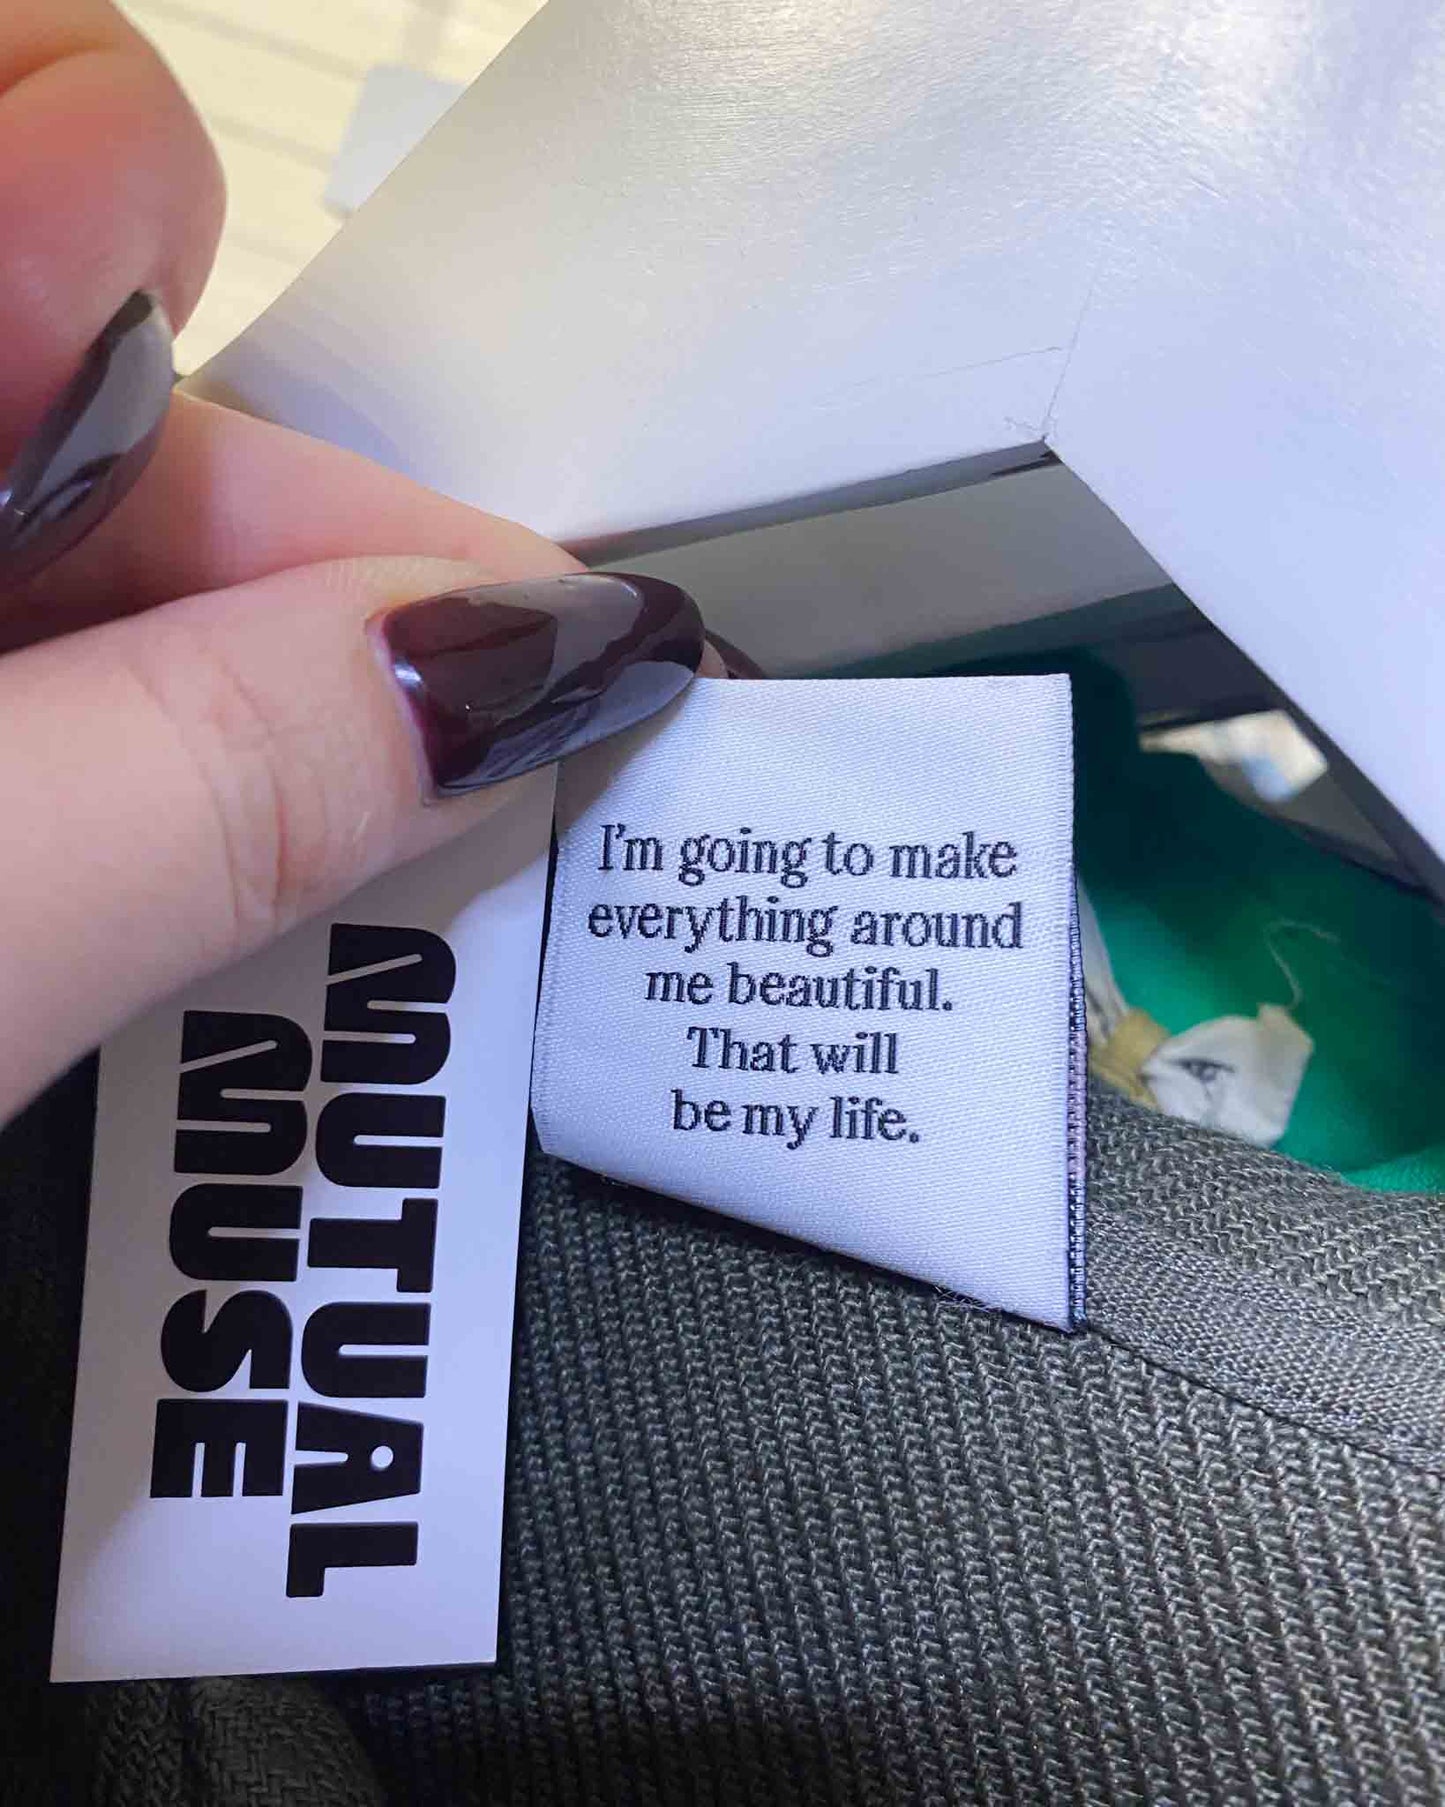 I'm going to make
everything around
me beautiful.
That will
be my life.
MUTUAL
MUSE